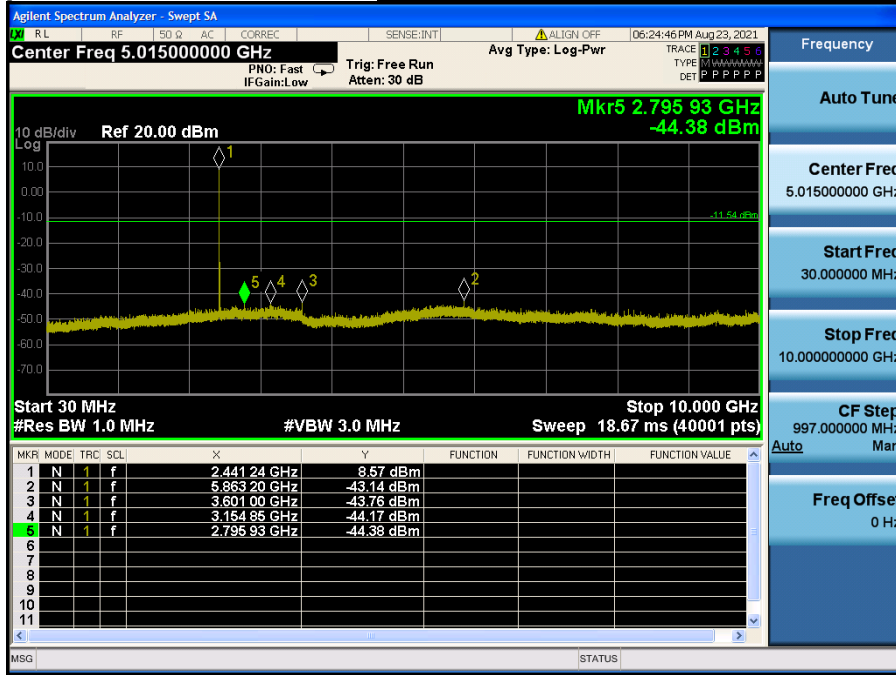 Agilent Spectrum Analyzer - Swept SA
LXI RL RF 50 Ω AC CORREC SENSE:INT ALIGN OFF 06:24:46 PM Aug 23, 2021
Center Freq 5.015000000 GHz
PNO: Fast
IFGain:Low
Trig: Free Run
Atten: 30 dB
Avg Type: Log-Pwr
TRACE 1 2 3 4 5 6
TYPE M WWWWW
DET P P P P P P
Mkr5 2.795 93 GHz
-44.38 dBm
10 dB/div Ref 20.00 dBm
Log
10.0
0.00
-10.0
-20.0
-30.0
-40.0
-50.0
-60.0
-70.0
1
5
4
3
2
-11.54 dBm
Start 30 MHz Stop 10.000 GHz
#Res BW 1.0 MHz #VBW 3.0 MHz Sweep 18.67 ms (40001 pts)
MKR MODE TRC SCL X Y FUNCTION FUNCTION WIDTH FUNCTION VALUE
1 N 1 f 2.441 24 GHz 8.57 dBm
2 N 1 f 5.863 20 GHz -43.14 dBm
3 N 1 f 3.601 00 GHz -43.76 dBm
4 N 1 f 3.154 85 GHz -44.17 dBm
5 N 1 f 2.795 93 GHz -44.38 dBm
6
7
8
9
10
11
MSG STATUS
Frequency
Auto Tune
Center Freq
5.015000000 GHz
Start Freq
30.000000 MHz
Stop Freq
10.000000000 GHz
CF Step
997.000000 MHz
Auto Man
Freq Offset
0 Hz